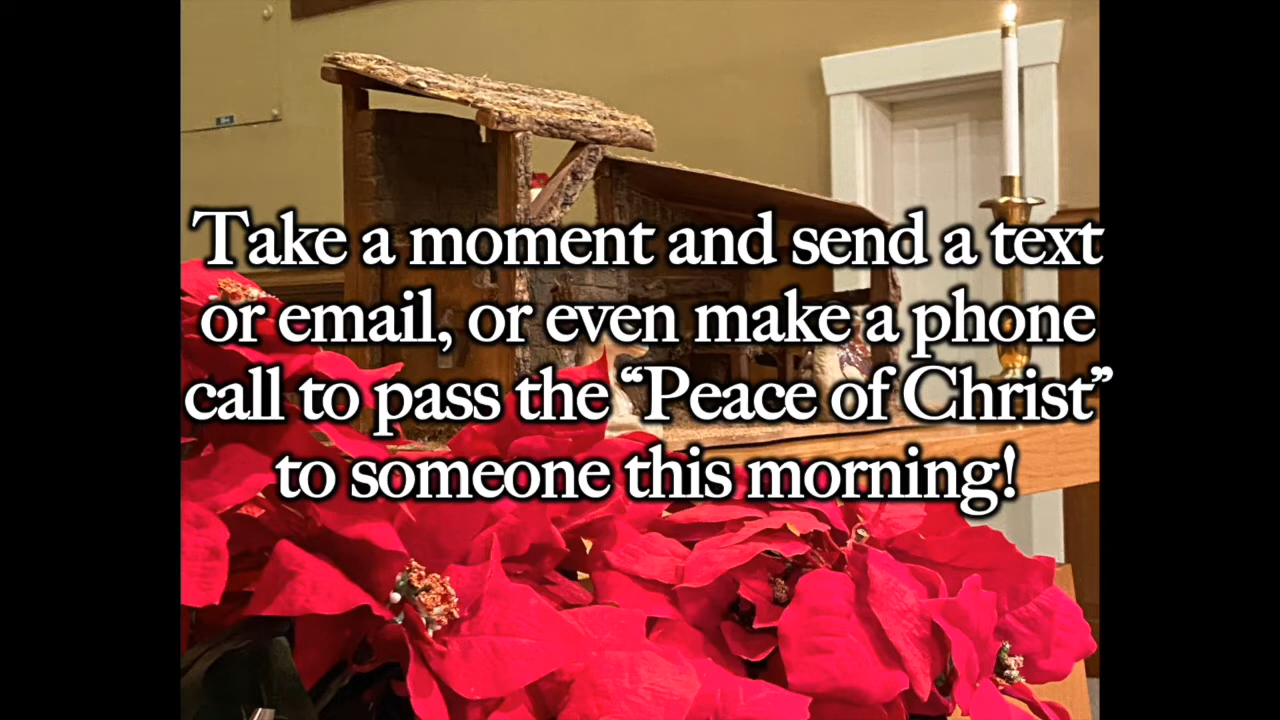 Take a moment and send a text
or email, or even make a phone
call to pass the “Peace of Christ”
to someone this morning!